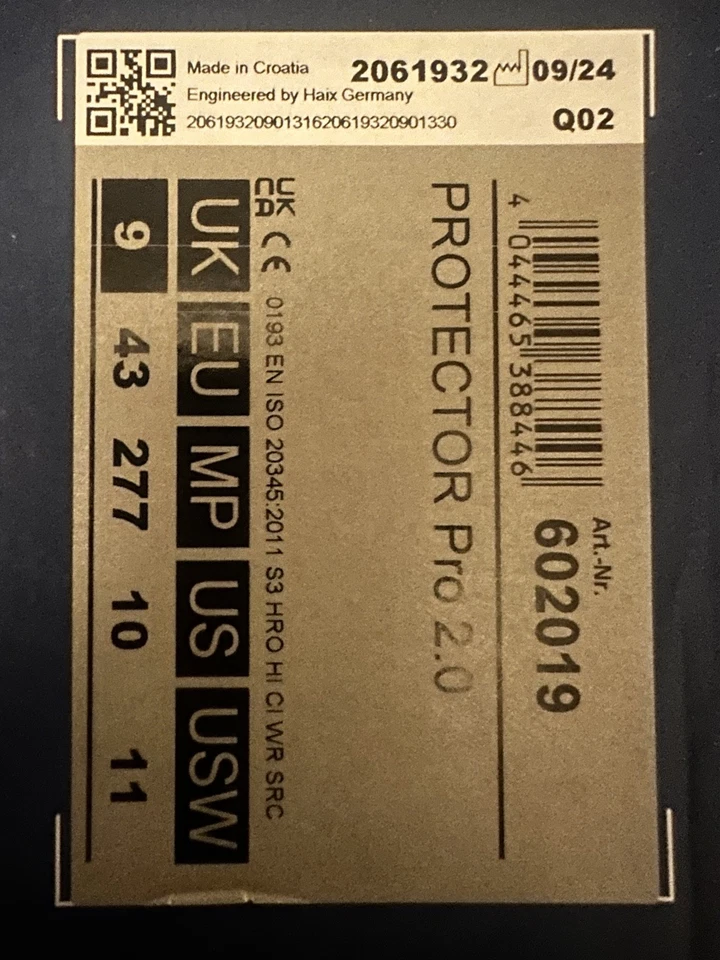 Made in Croatia 2061932 09/24
Engineered by Haix Germany
2061932090131620619320901330 Q02
4 044465 388446
Art.-Nr.
602019
PROTECTOR Pro 2.0
UK CA CE 0193 EN ISO 20345:2011 S3 HRO HI CI WR SRC
UK EU MP US USW
9 43 277 10 11